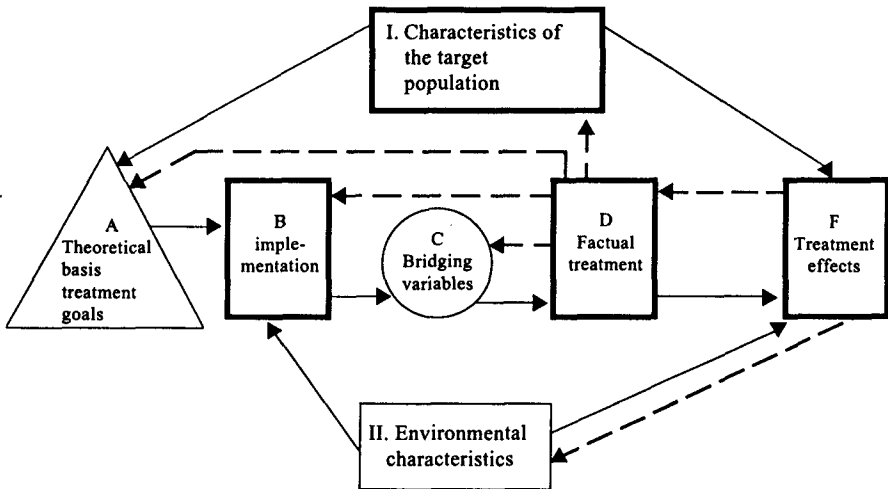 I. Characteristics of
the target
population
A
Theoretical
basis
treatment
goals
B
imple-
mentation
C
Bridging
variables
D
Factual
treatment
F
Treatment
effects
II. Environmental
characteristics